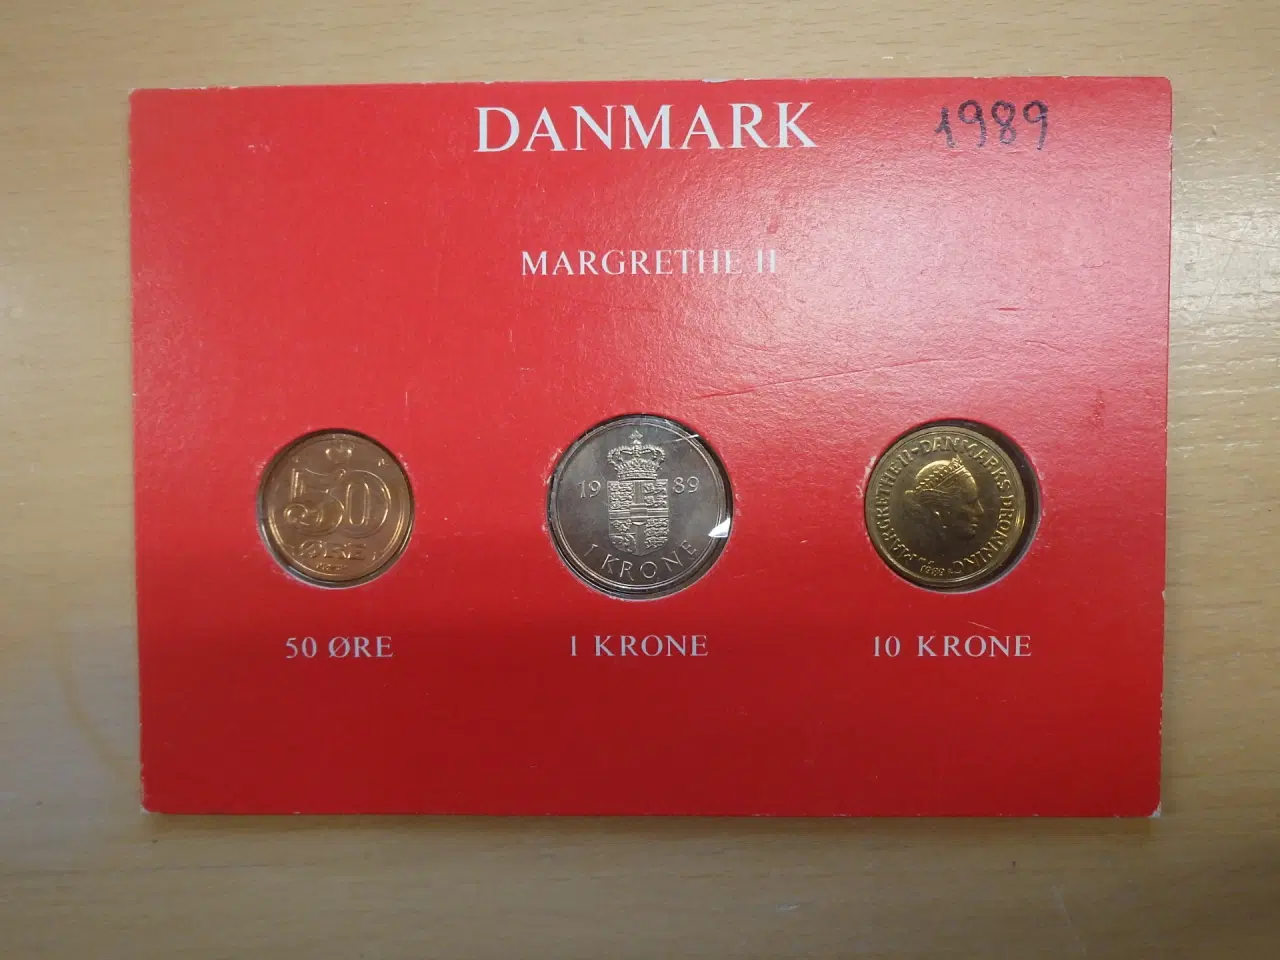 DANMARK
1989
MARGRETHE II
50
ØRE
19 89
1 KRONE
MARGRETHE II - DANMARKS DRONNING
1989
50 ØRE
1 KRONE
10 KRONE